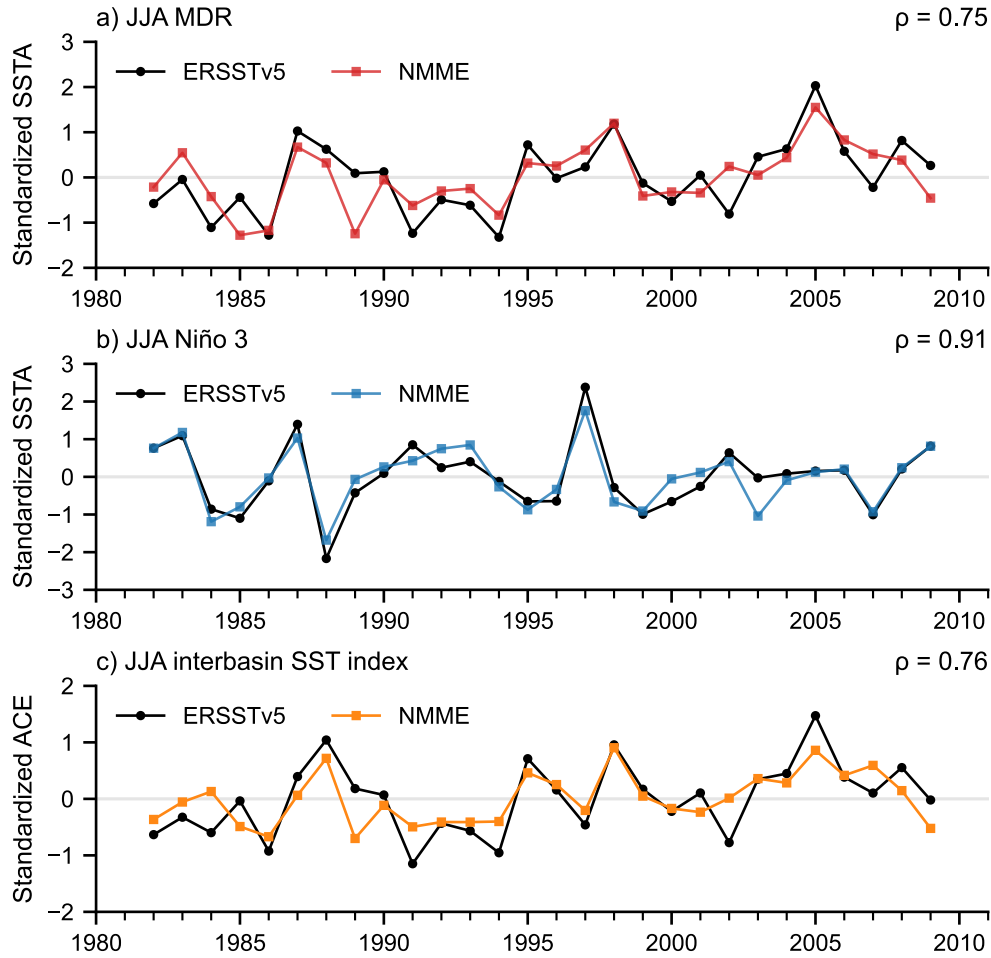 a) JJA MDR ρ = 0.75
3
ERSSTv5 NMME
2
1
0
−1
−2
Standardized SSTA
1980 1985 1990 1995 2000 2005 2010
b) JJA Niño 3 ρ = 0.91
3
ERSSTv5 NMME
2
1
0
−1
−2
−3
Standardized SSTA
1980 1985 1990 1995 2000 2005 2010
c) JJA interbasin SST index ρ = 0.76
2
ERSSTv5 NMME
1
0
−1
−2
Standardized ACE
1980 1985 1990 1995 2000 2005 2010